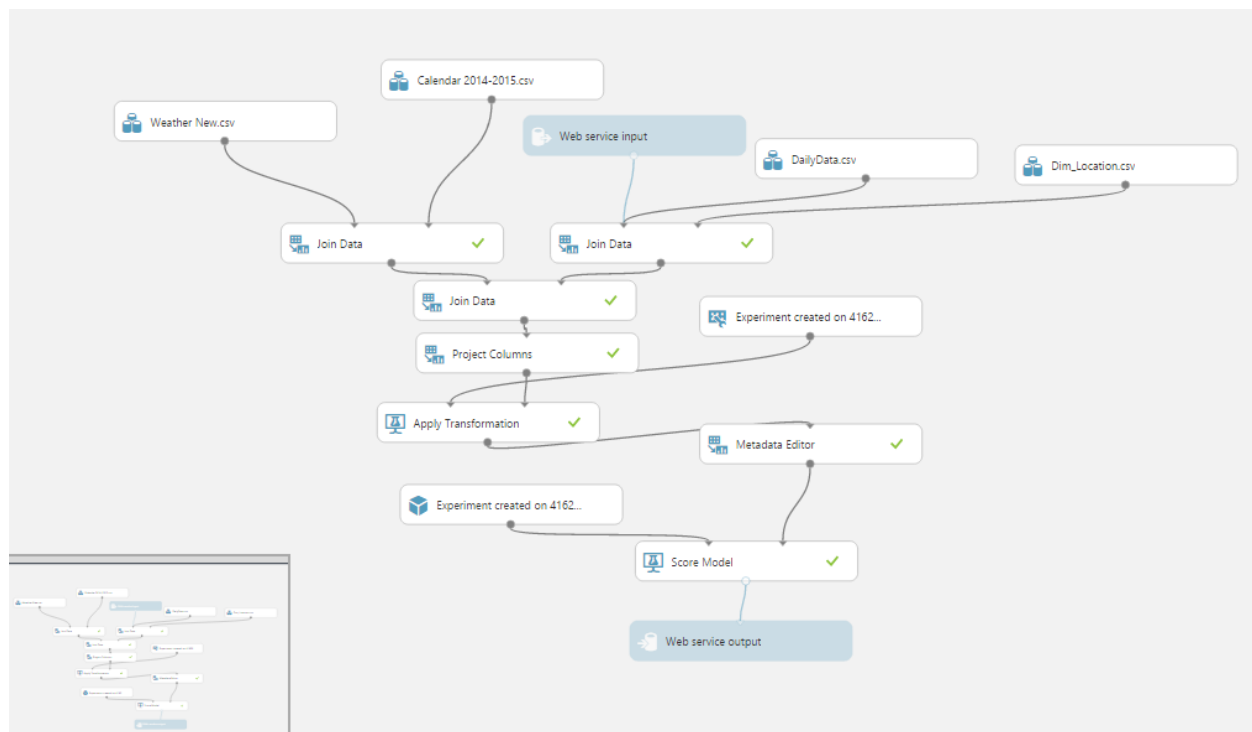 Calendar 2014-2015.csv
Weather New.csv
Web service input
DailyData.csv
Dim_Location.csv
Join Data
Join Data
Join Data
Experiment created on 4162...
Project Columns
Apply Transformation
Metadata Editor
Experiment created on 4162...
Score Model
Web service output